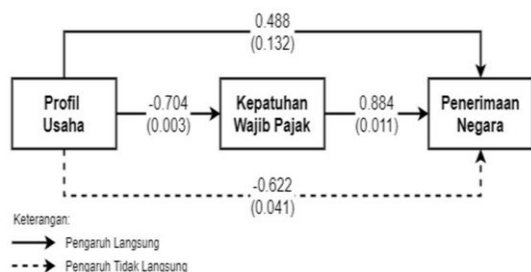 0.488
(0.132)
Profil
Usaha
-0.704
(0.003)
Kepatuhan
Wajib Pajak
0.884
(0.011)
Penerimaan
Negara
-0.622
(0.041)
Keterangan:
Pengaruh Langsung
Pengaruh Tidak Langsung